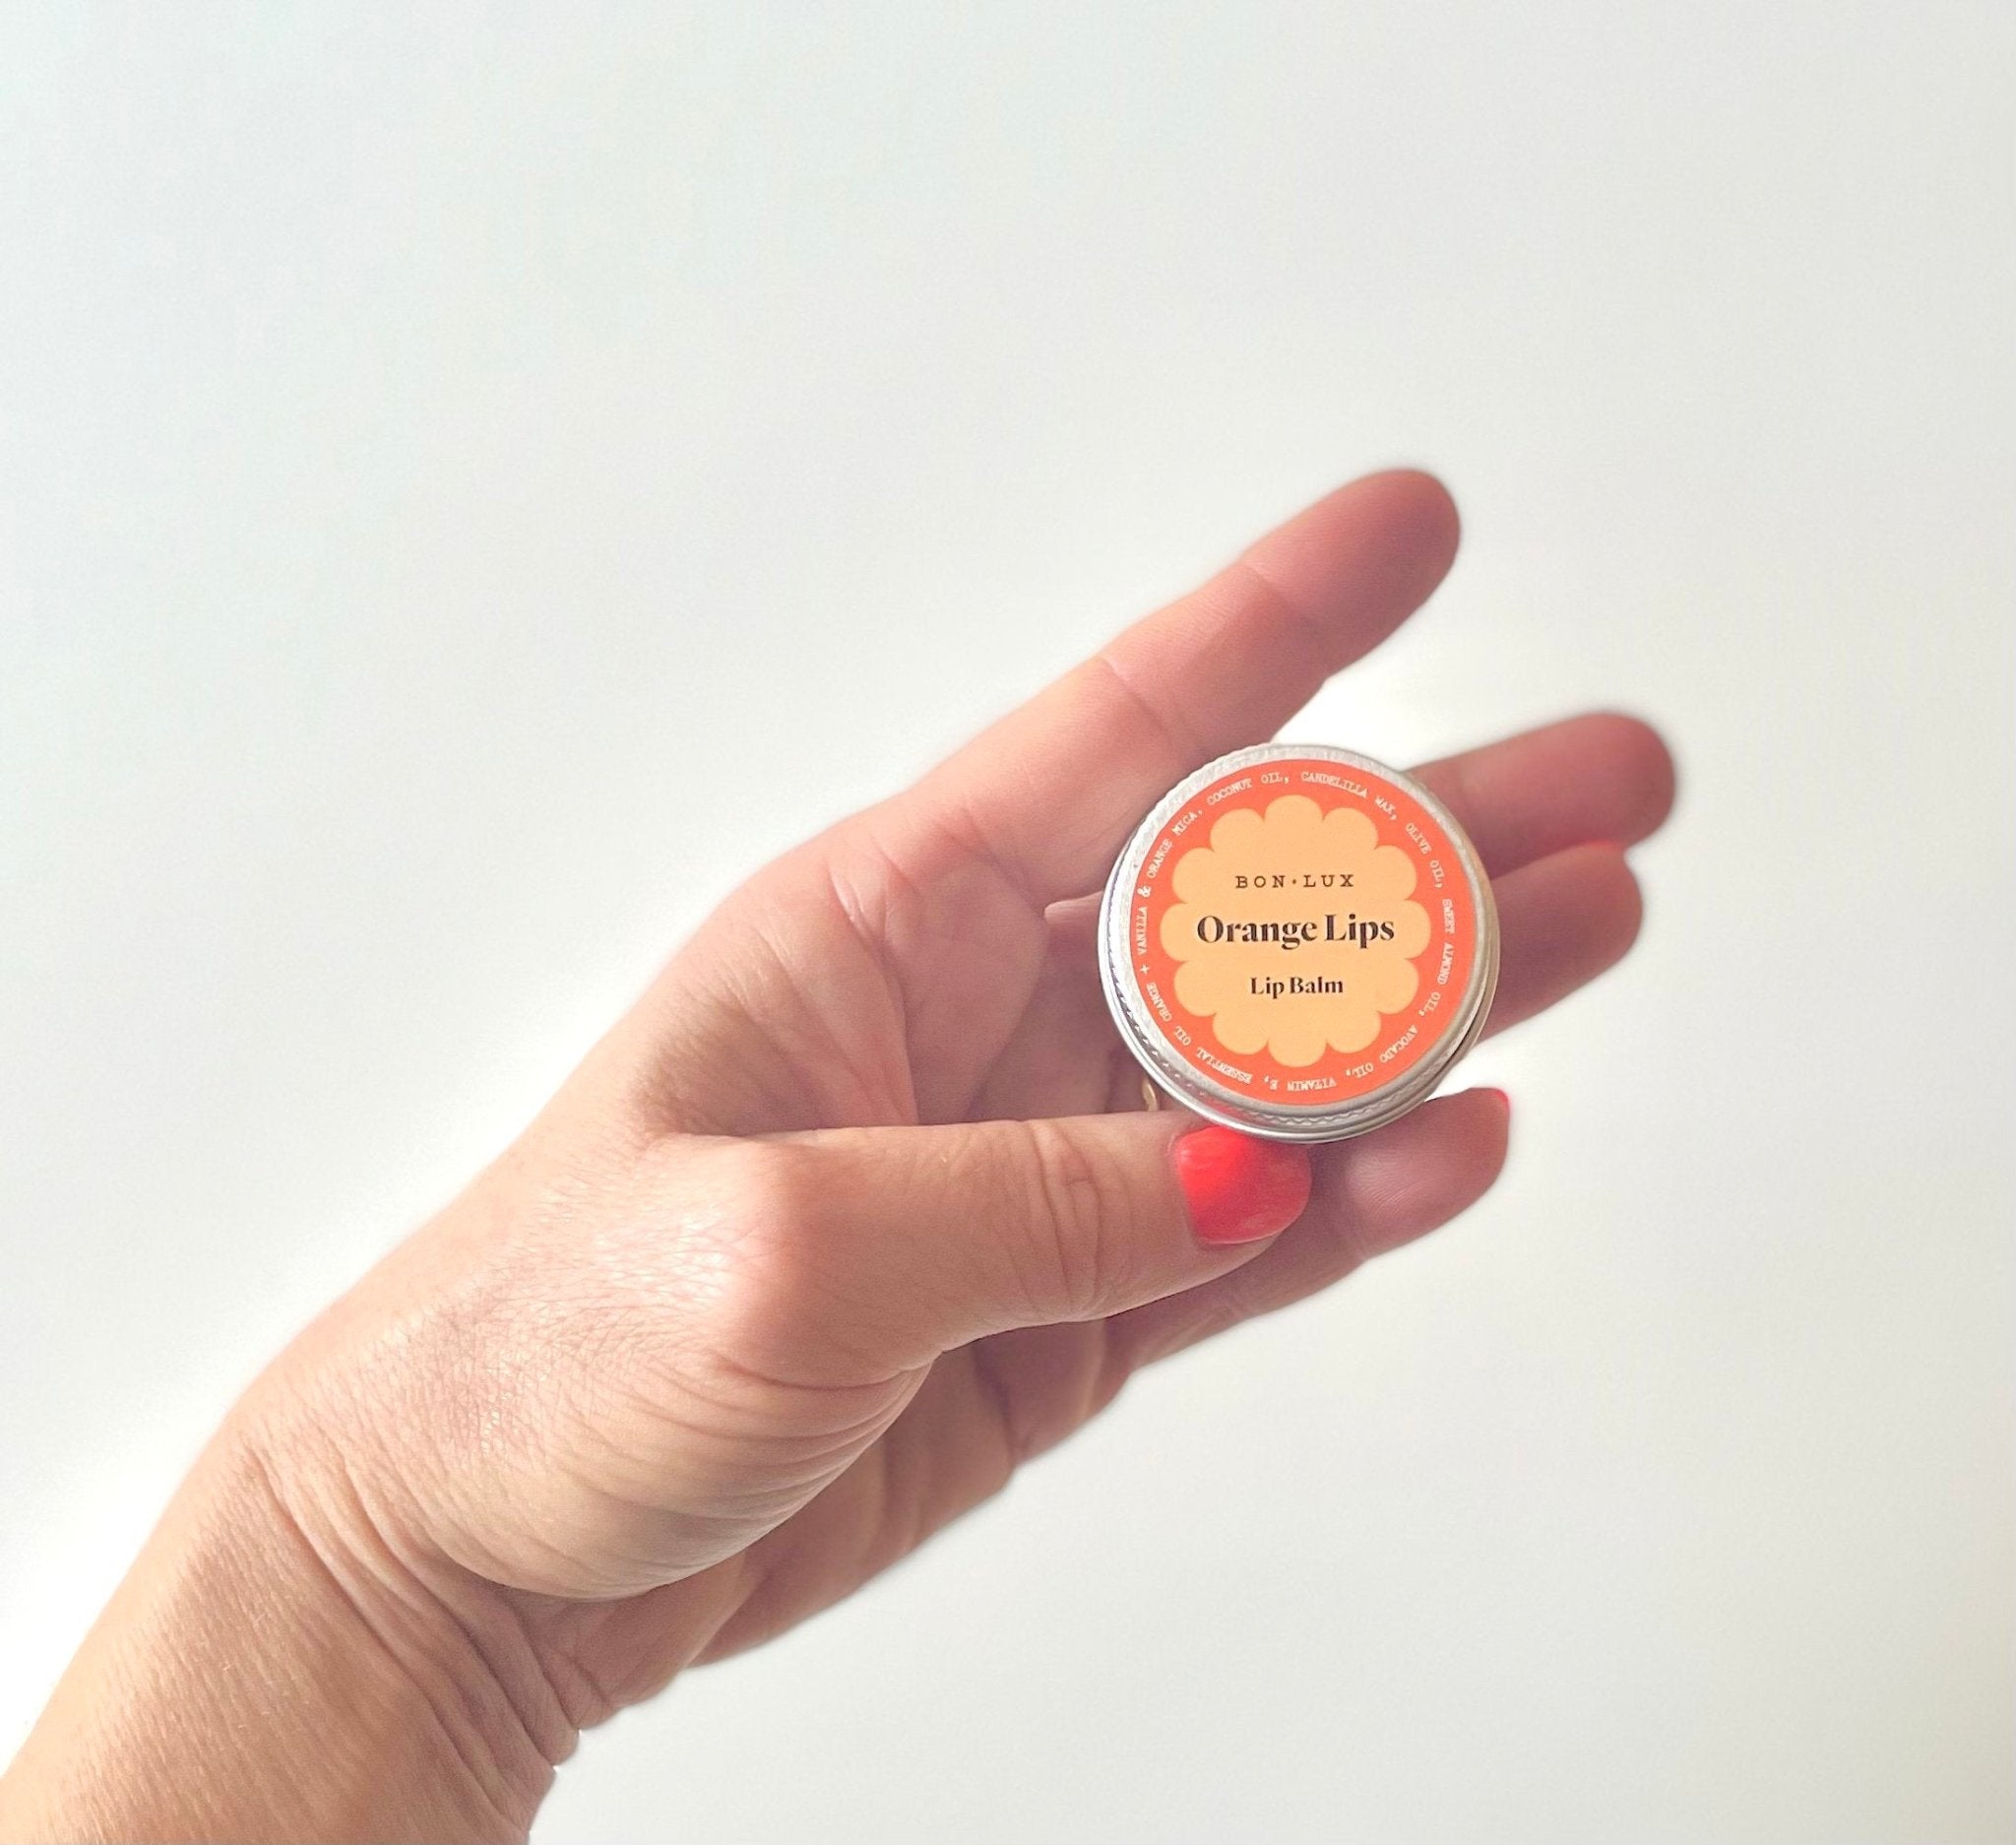 BON·LUX
Orange Lips
Lip Balm
COCONUT OIL, CANDELILLA WAX, OLIVE OIL, SWEET ALMOND OIL, AVOCADO OIL, VITAMIN E, ESSENTIAL OIL ORANGE + VANILLA & ORANGE MICA.